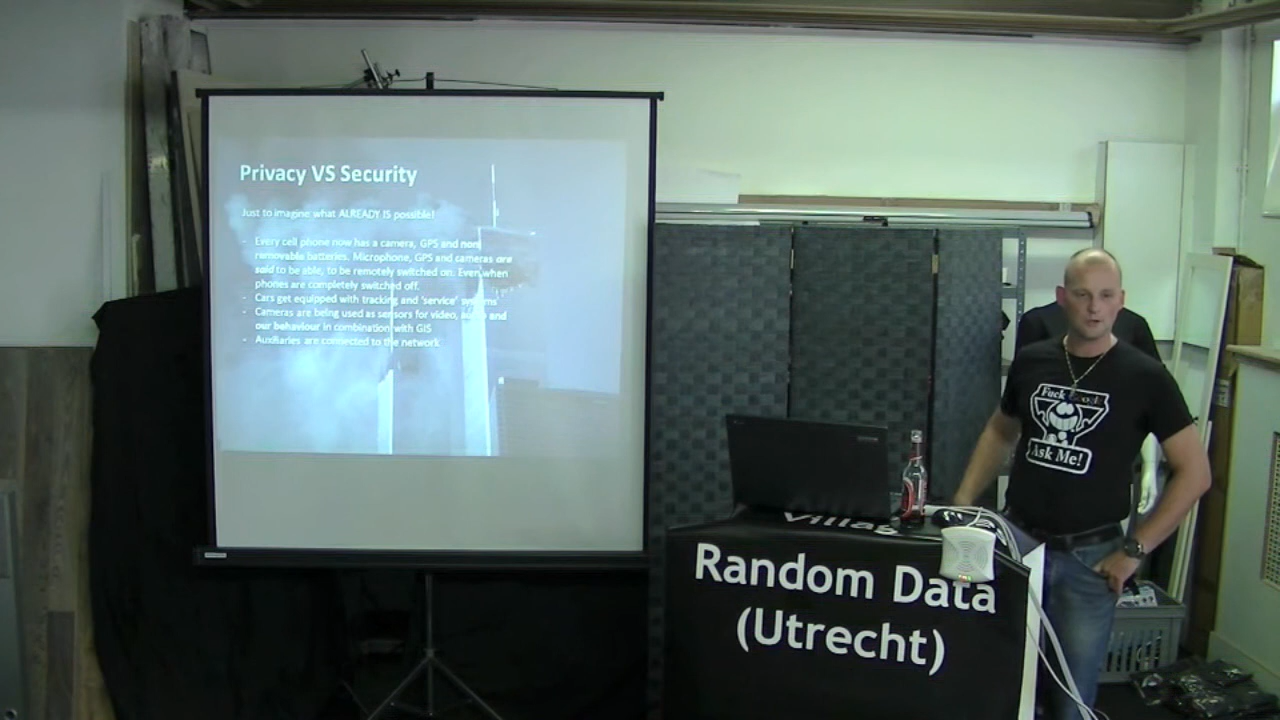 Privacy VS Security
Just to imagine what ALREADY IS possible!
- Every cell phone now has a camera, GPS and non
removable batteries. Microphone, GPS and cameras are
said to be able, to be remotely switched on. Even when
phones are completely switched off.
- Cars get equipped with tracking and 'service' systems
- Cameras are being used as sensors for video, audio and
our behaviour in combination with GIS
- Auxiliaries are connected to the network
Fuck
Ask Me!
Villag
Random Data
(Utrecht)